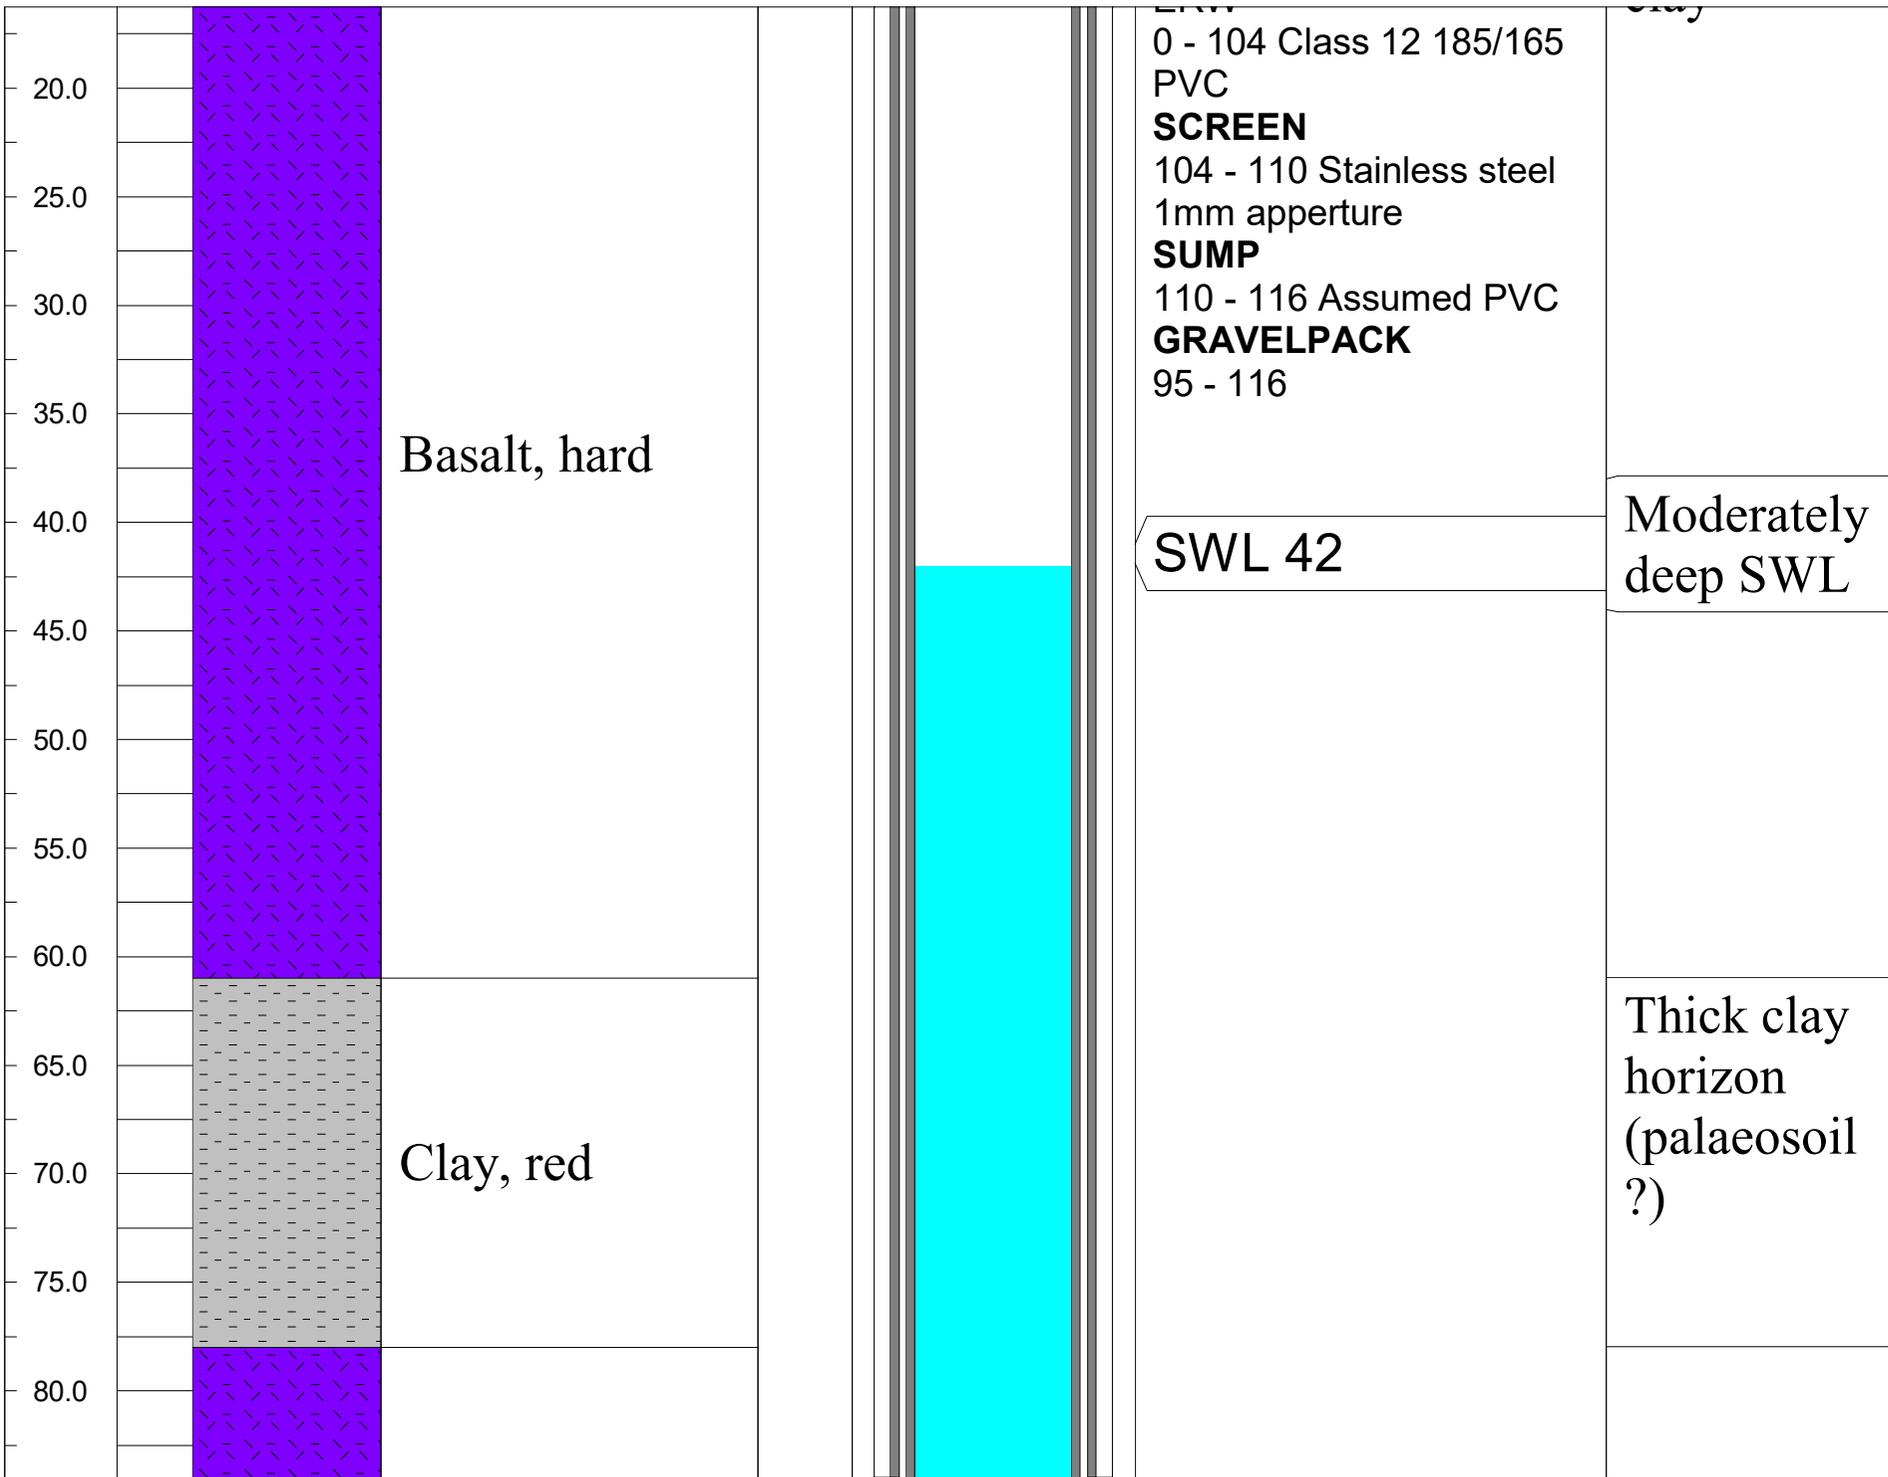 0 - 104 Class 12 185/165
PVC
SCREEN
104 - 110 Stainless steel
1mm apperture
SUMP
110 - 116 Assumed PVC
GRAVELPACK
95 - 116
20.0
25.0
30.0
35.0
40.0
45.0
50.0
55.0
60.0
65.0
70.0
75.0
80.0
Basalt, hard
SWL 42
Moderately
deep SWL
Clay, red
Thick clay
horizon
(palaeosoil
?)